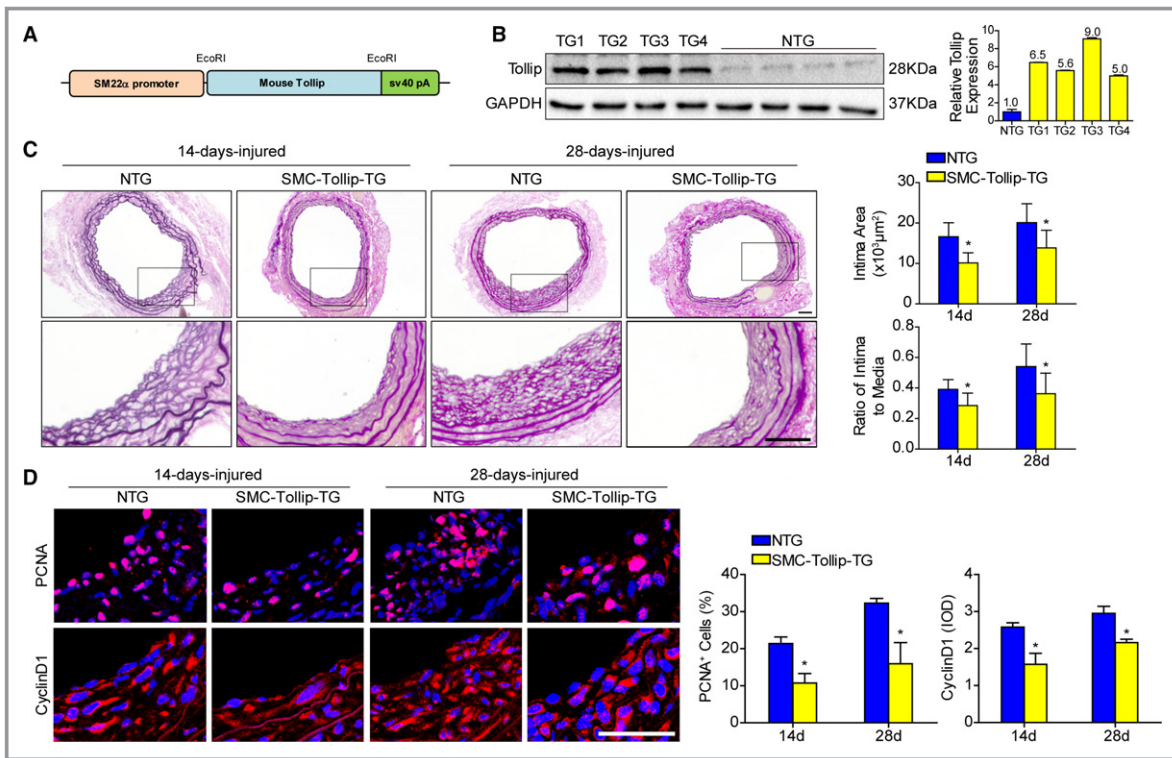 A
EcoRI EcoRI
SM22α promoter Mouse Tollip sv40 pA
B
TG1 TG2 TG3 TG4 NTG
Tollip 28KDa
GAPDH 37KDa
Relative Tollip
Expression
10
8
6
4
2
0
1.0 6.5 5.6 9.0 5.0
NTG TG1 TG2 TG3 TG4
C
14-days-injured 28-days-injured
NTG SMC-Tollip-TG NTG SMC-Tollip-TG
NTG
SMC-Tollip-TG
Intima Area
(x10³μm²)
30
20
10
0
* *
14d 28d
Ratio of Intima
to Media
0.8
0.6
0.4
0.2
0.0
* *
14d 28d
D
14-days-injured 28-days-injured
NTG SMC-Tollip-TG NTG SMC-Tollip-TG
PCNA
CyclinD1
NTG
SMC-Tollip-TG
PCNA⁺ Cells (%)
40
30
20
10
0
* *
14d 28d
CyclinD1 (IOD)
4
3
2
1
0
* *
14d 28d